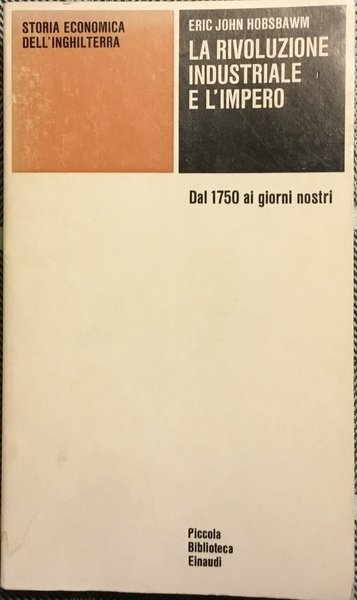 STORIA ECONOMICA
DELL'INGHILTERRA
ERIC JOHN HOBSBAWM
LA RIVOLUZIONE
INDUSTRIALE
E L'IMPERO
Dal 1750 ai giorni nostri
Piccola
Biblioteca
Einaudi